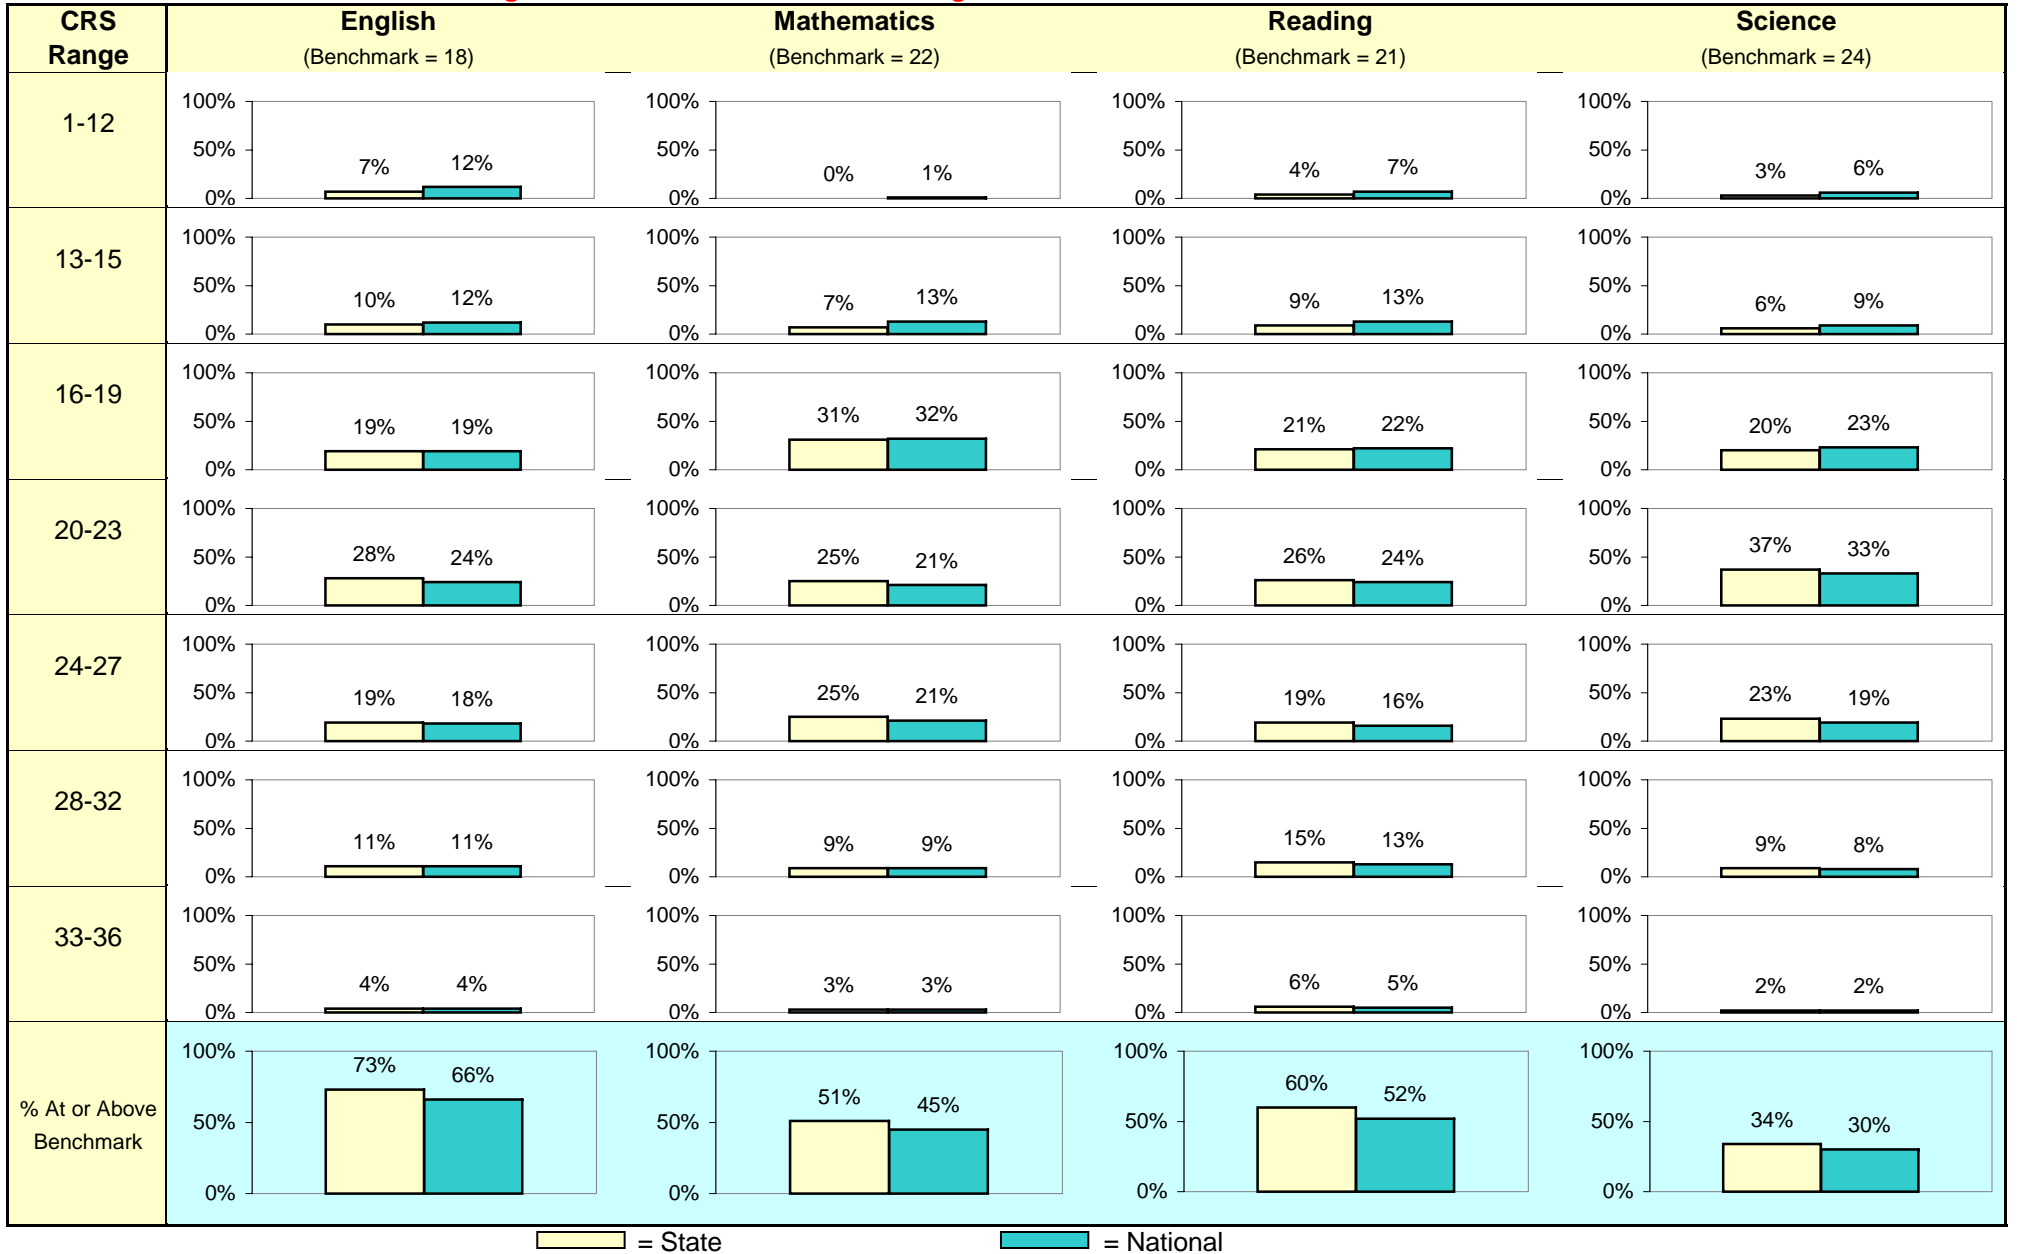 CRS Range English Mathematics Reading Science
(Benchmark = 18) (Benchmark = 22) (Benchmark = 21) (Benchmark = 24)
1-12
100% 100% 100% 100%
50% 7% 12% 50% 0% 1% 50% 4% 7% 50% 3% 6%
0% 0% 0% 0%
13-15
100% 100% 100% 100%
50% 10% 12% 50% 7% 13% 50% 9% 13% 50% 6% 9%
0% 0% 0% 0%
16-19
100% 100% 100% 100%
50% 19% 19% 50% 31% 32% 50% 21% 22% 50% 20% 23%
0% 0% 0% 0%
20-23
100% 100% 100% 100%
50% 28% 24% 50% 25% 21% 50% 26% 24% 50% 37% 33%
0% 0% 0% 0%
24-27
100% 100% 100% 100%
50% 19% 18% 50% 25% 21% 50% 19% 16% 50% 23% 19%
0% 0% 0% 0%
28-32
100% 100% 100% 100%
50% 11% 11% 50% 9% 9% 50% 15% 13% 50% 9% 8%
0% 0% 0% 0%
33-36
100% 100% 100% 100%
50% 4% 4% 50% 3% 3% 50% 6% 5% 50% 2% 2%
0% 0% 0% 0%
% At or Above
Benchmark
100% 73% 66% 100% 51% 45% 100% 60% 52% 100% 34% 30%
50% 50% 50% 50%
0% 0% 0% 0%
= State = National